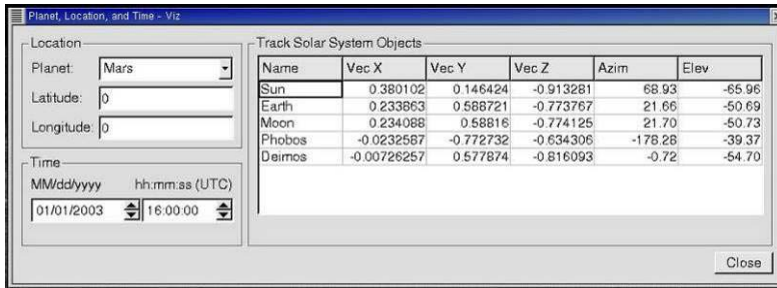 Planet, Location, and Time - Viz
Location
Planet: Mars
Latitude: 0
Longitude: 0
Time
MM/dd/yyyy hh:mm:ss (UTC)
01/01/2003 16:00:00
Track Solar System Objects
Name Vec X Vec Y Vec Z Azim Elev
Sun 0.380102 0.146424 -0.913281 68.93 -65.96
Earth 0.233863 0.588721 -0.773767 21.66 -50.69
Moon 0.234088 0.58816 -0.774125 21.70 -50.73
Phobos -0.0232587 -0.772732 -0.634306 -178.28 -39.37
Deimos -0.00726257 0.577874 -0.816093 -0.72 -54.70
Close